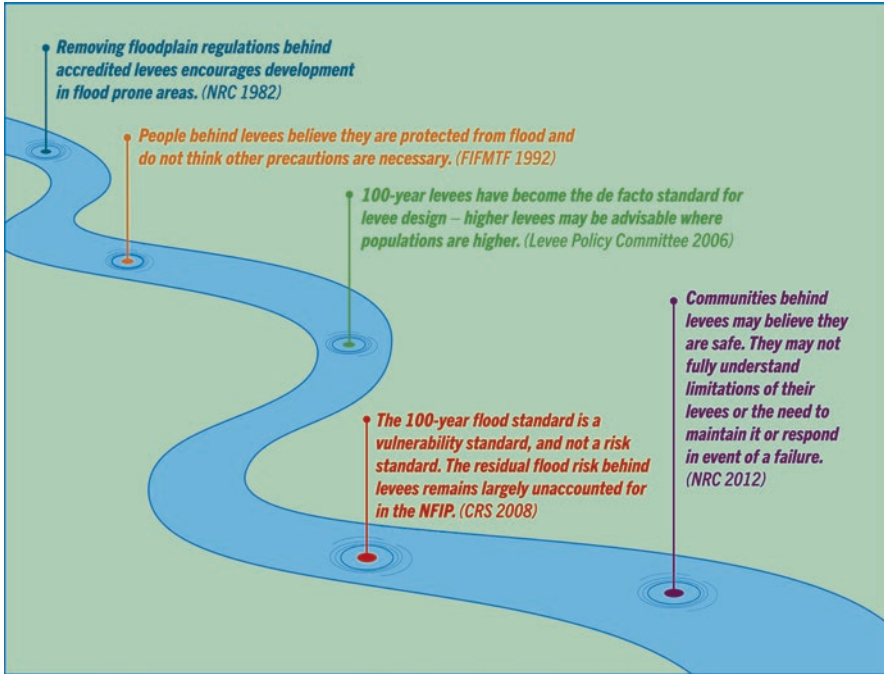 Removing floodplain regulations behind
accredited levees encourages development
in flood prone areas. (NRC 1982)
People behind levees believe they are protected from flood and
do not think other precautions are necessary. (FIFMTF 1992)
100-year levees have become the de facto standard for
levee design – higher levees may be advisable where
populations are higher. (Levee Policy Committee 2006)
Communities behind
levees may believe they
are safe. They may not
fully understand
limitations of their
levees or the need to
maintain it or respond
in event of a failure.
(NRC 2012)
The 100-year flood standard is a
vulnerability standard, and not a risk
standard. The residual flood risk behind
levees remains largely unaccounted for
in the NFIP. (CRS 2008)